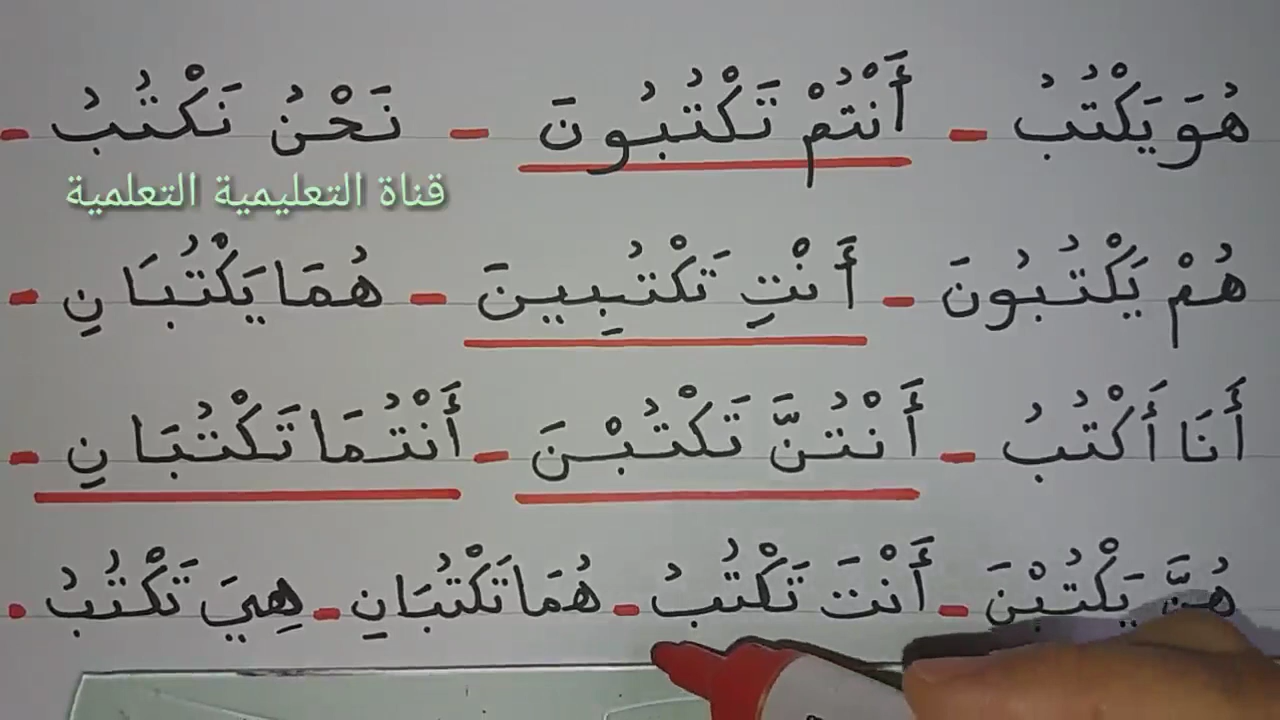 هُوَ يَكْتُبُ - أَنْتُمْ تَكْتُبُونَ - نَحْنُ نَكْتُبُ -
قناة التعليمية التعلمية
هُمْ يَكْتُبُونَ - أَنْتِ تَكْتُبِينَ - هُمَا يَكْتُبَانِ -
أَنَا أَكْتُبُ - أَنْتُنَّ تَكْتُبْنَ - أَنْتُمَا تَكْتُبَانِ -
هُنَّ يَكْتُبْنَ - أَنْتَ تَكْتُبُ - هُمَا تَكْتُبَانِ - هِيَ تَكْتُبُ .